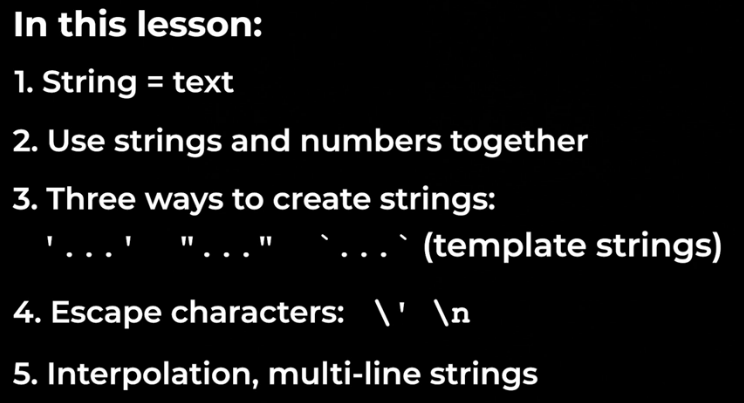 In this lesson:
1. String = text
2. Use strings and numbers together
3. Three ways to create strings:
'...' "..." `...` (template strings)
4. Escape characters: \' \n
5. Interpolation, multi-line strings